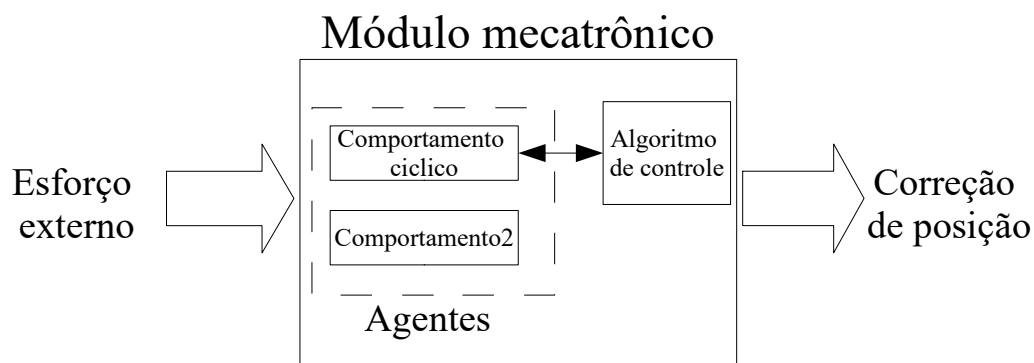 Módulo mecatrônico
Esforço
externo
Comportamento
ciclico
Comportamento2
Agentes
Algoritmo
de controle
Correção
de posição